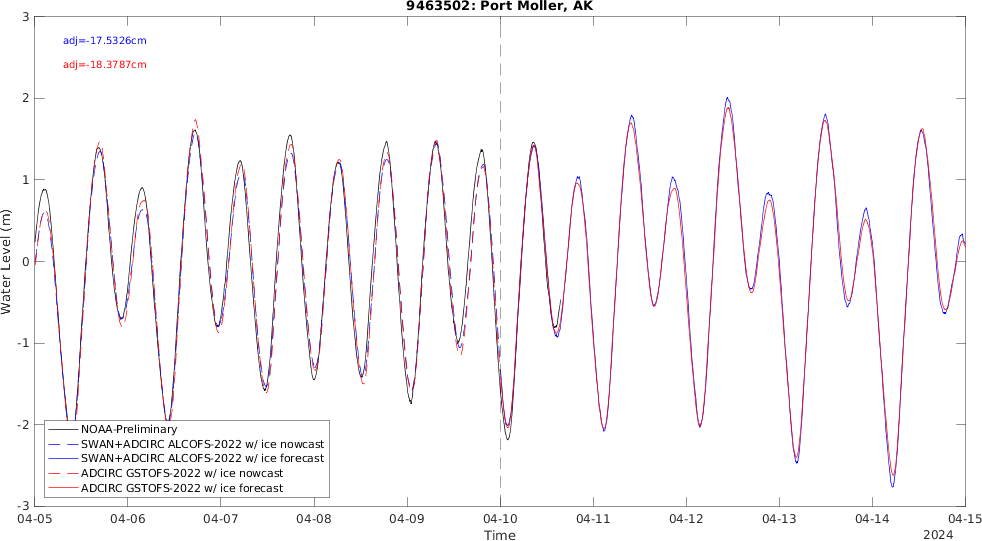 9463502: Port Moller, AK
3
adj=-17.5326cm
adj=-18.3787cm
2
1
0
-1
-2
-3
Water Level (m)
NOAA-Preliminary
SWAN+ADCIRC ALCOFS-2022 w/ ice nowcast
SWAN+ADCIRC ALCOFS-2022 w/ ice forecast
ADCIRC GSTOFS-2022 w/ ice nowcast
ADCIRC GSTOFS-2022 w/ ice forecast
04-05 04-06 04-07 04-08 04-09 04-10 04-11 04-12 04-13 04-14 04-15
Time
2024